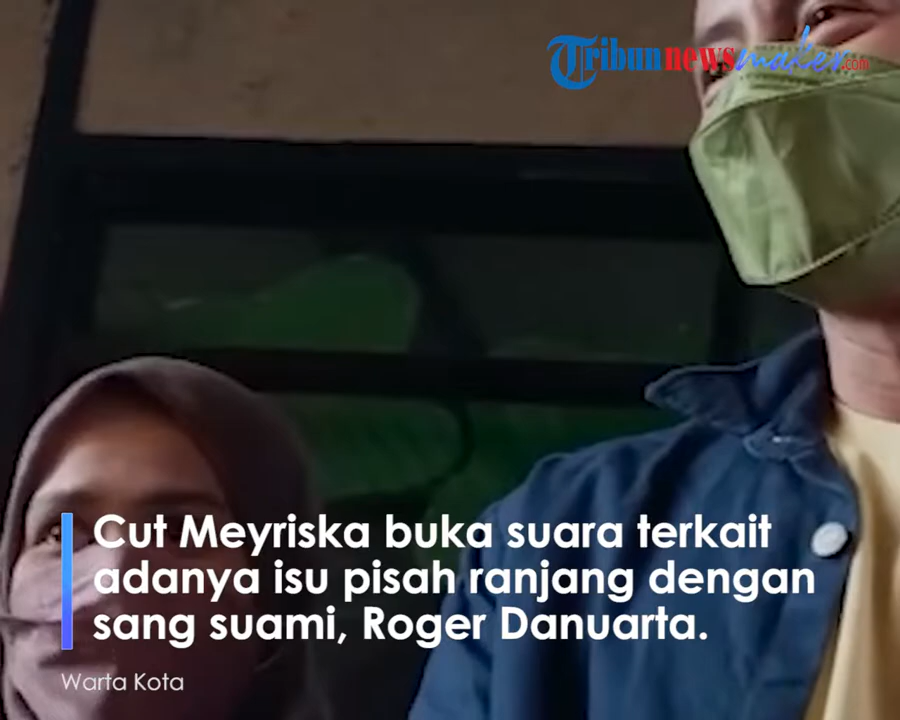 Tribunnewsmaker.com
Cut Meyriska buka suara terkait
adanya isu pisah ranjang dengan
sang suami, Roger Danuarta.
Warta Kota